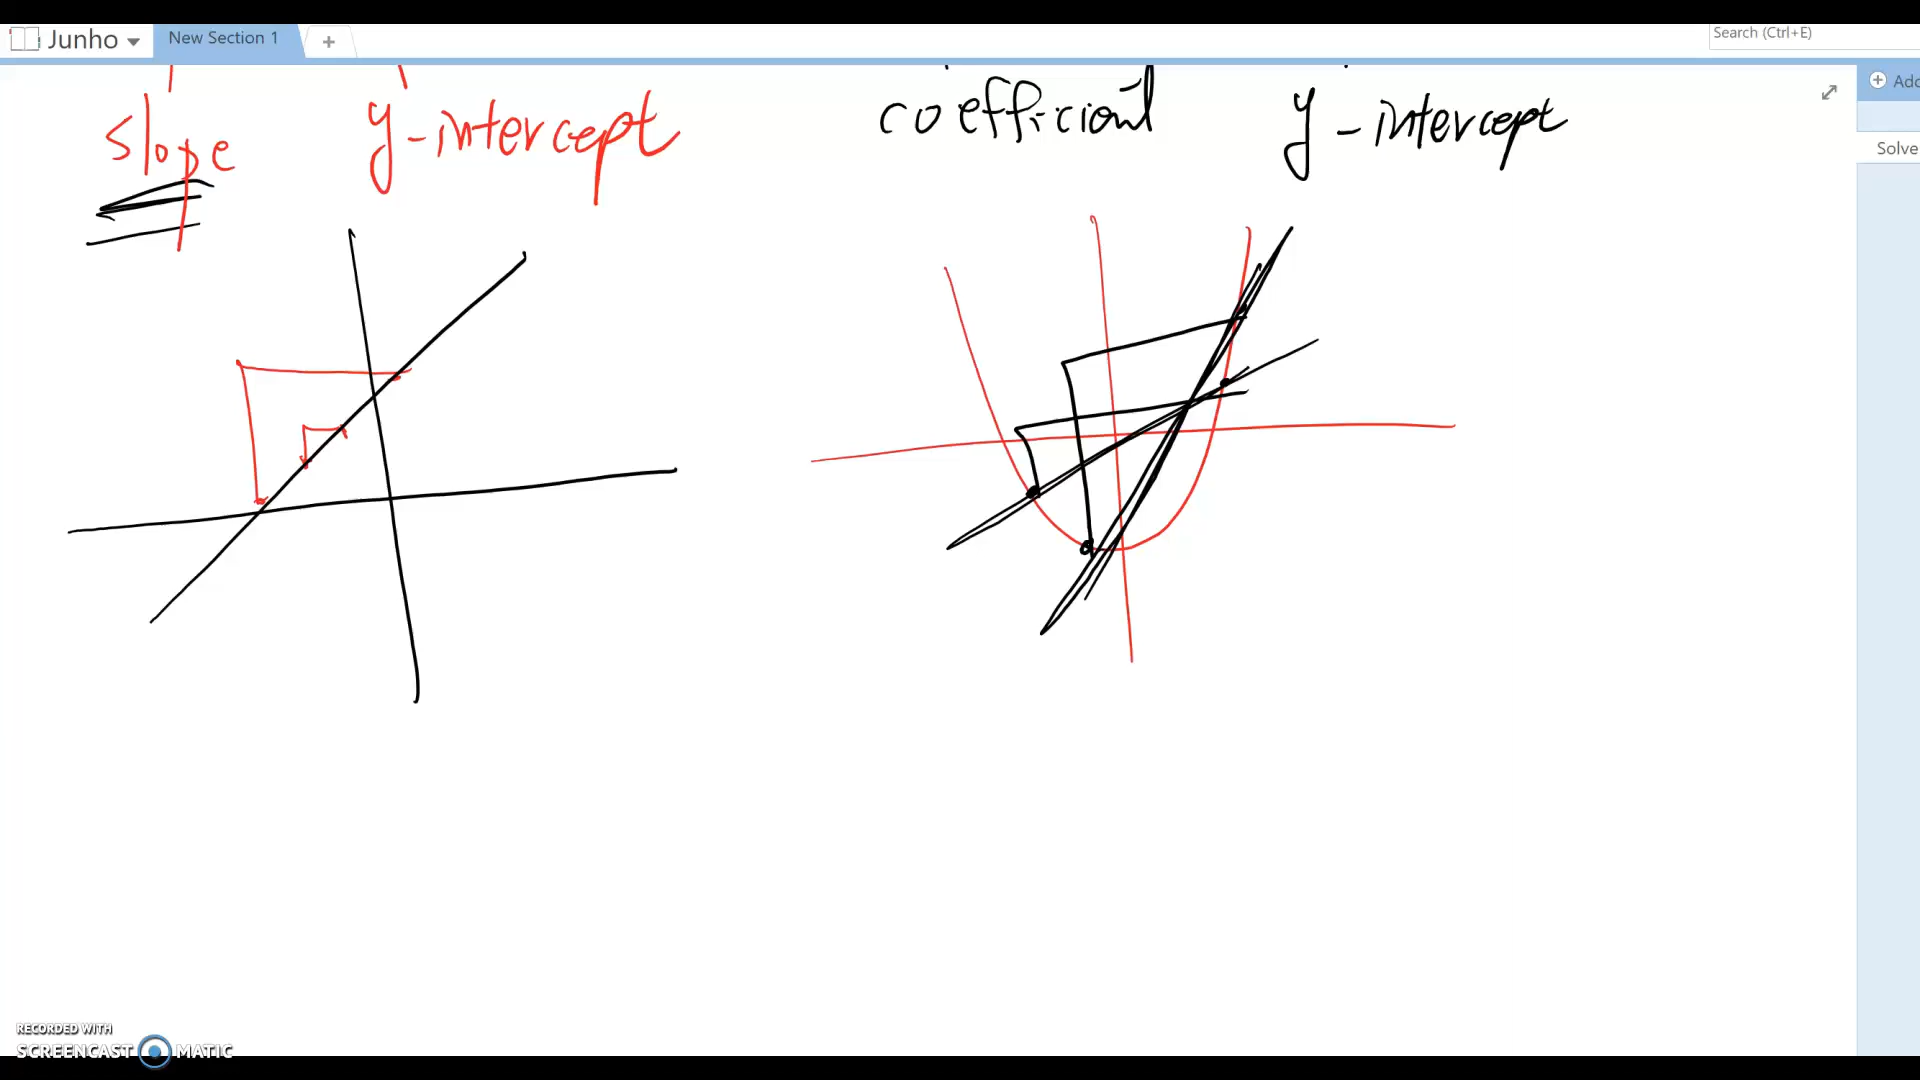 Junho
New Section 1
Search (Ctrl+E)
Add
Solve
slope
y-intercept
coefficient
y-intercept
RECORDED WITH
SCREENCAST MATIC